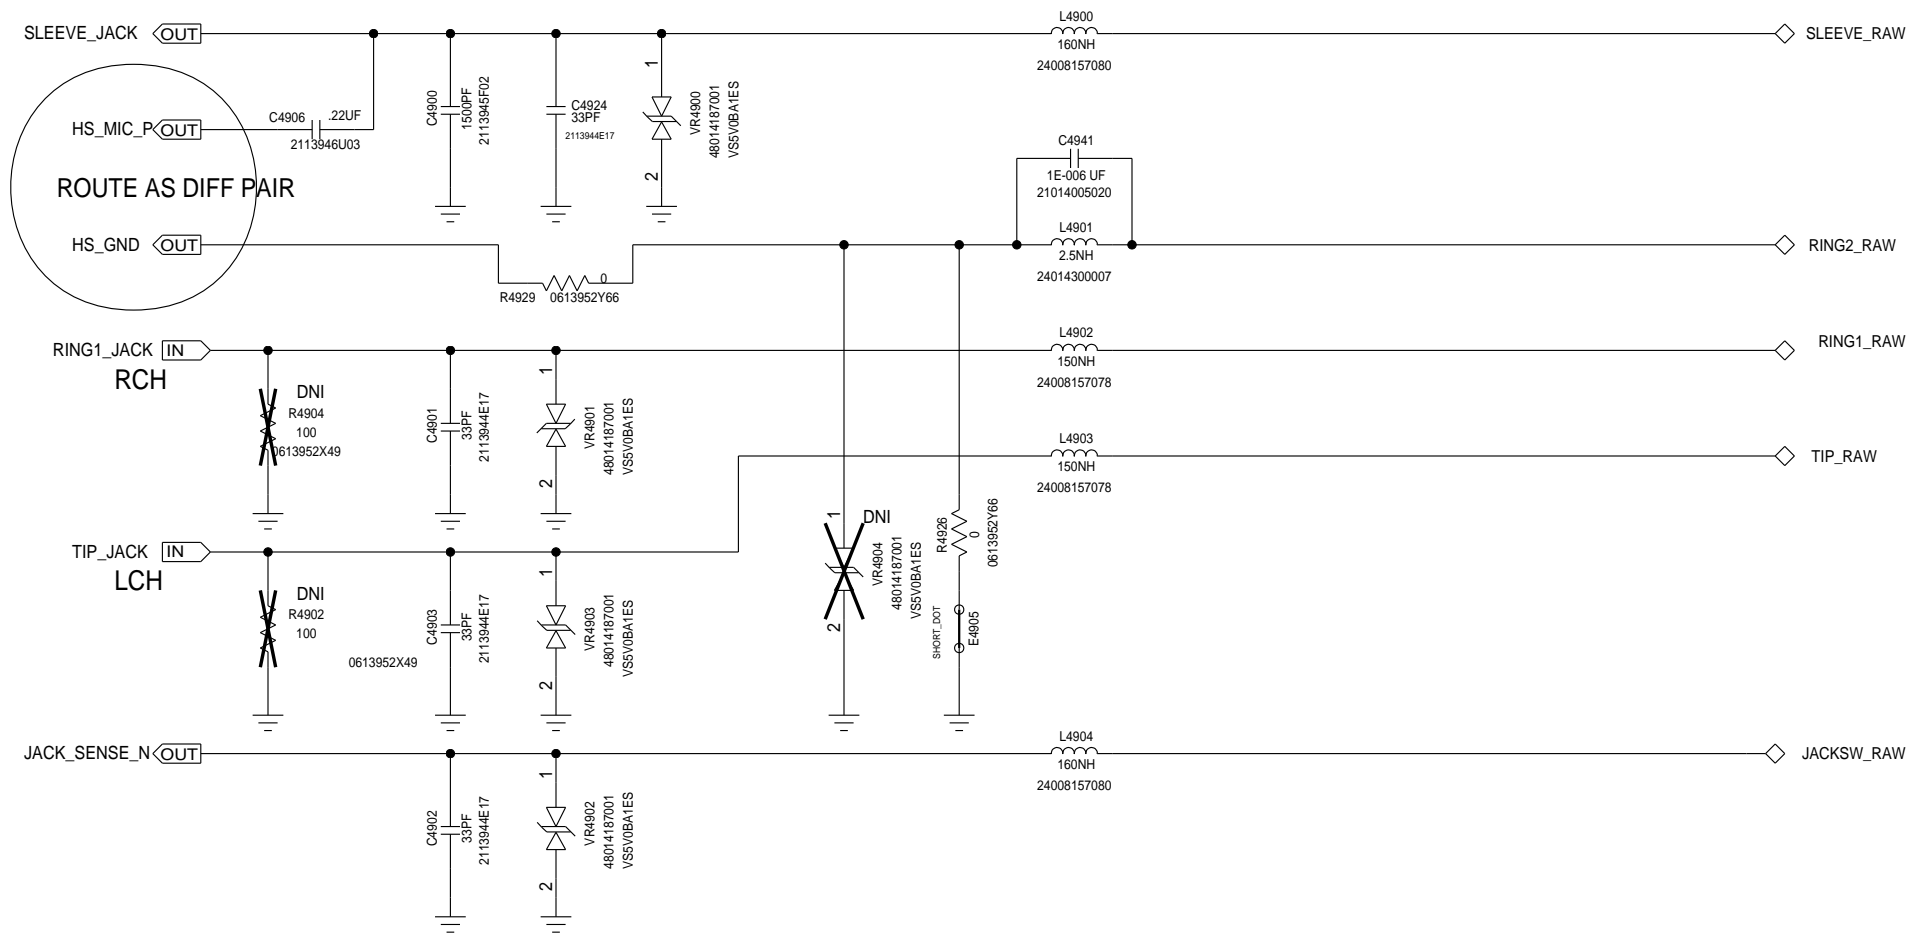 SLEEVE_JACK
OUT
L4900
160NH
24008157080
SLEEVE_RAW
HS_MIC_P
OUT
C4906
.22UF
2113946U03
C4900
1500PF
2113945F02
C4924
33PF
2113944E17
1
2
VR4900
48014187001
VS5V0BA1ES
ROUTE AS DIFF PAIR
C4941
1E-006 UF
21014005020
HS_GND
OUT
R4929
0
0613952Y66
L4901
2.5NH
24014300007
RING2_RAW
RING1_JACK
IN
RCH
L4902
150NH
24008157078
RING1_RAW
DNI
R4904
100
0613952X49
C4901
33PF
2113944E17
1
2
VR4901
48014187001
VS5V0BA1ES
L4903
150NH
24008157078
TIP_RAW
TIP_JACK
IN
LCH
DNI
R4902
100
0613952X49
C4903
33PF
2113944E17
1
2
VR4903
48014187001
VS5V0BA1ES
1
2
DNI
VR4904
48014187001
VS5V0BA1ES
R4926
0
0613952Y66
SHORT_DOT
E4905
JACK_SENSE_N
OUT
L4904
160NH
24008157080
JACKSW_RAW
C4902
33PF
2113944E17
1
2
VR4902
48014187001
VS5V0BA1ES